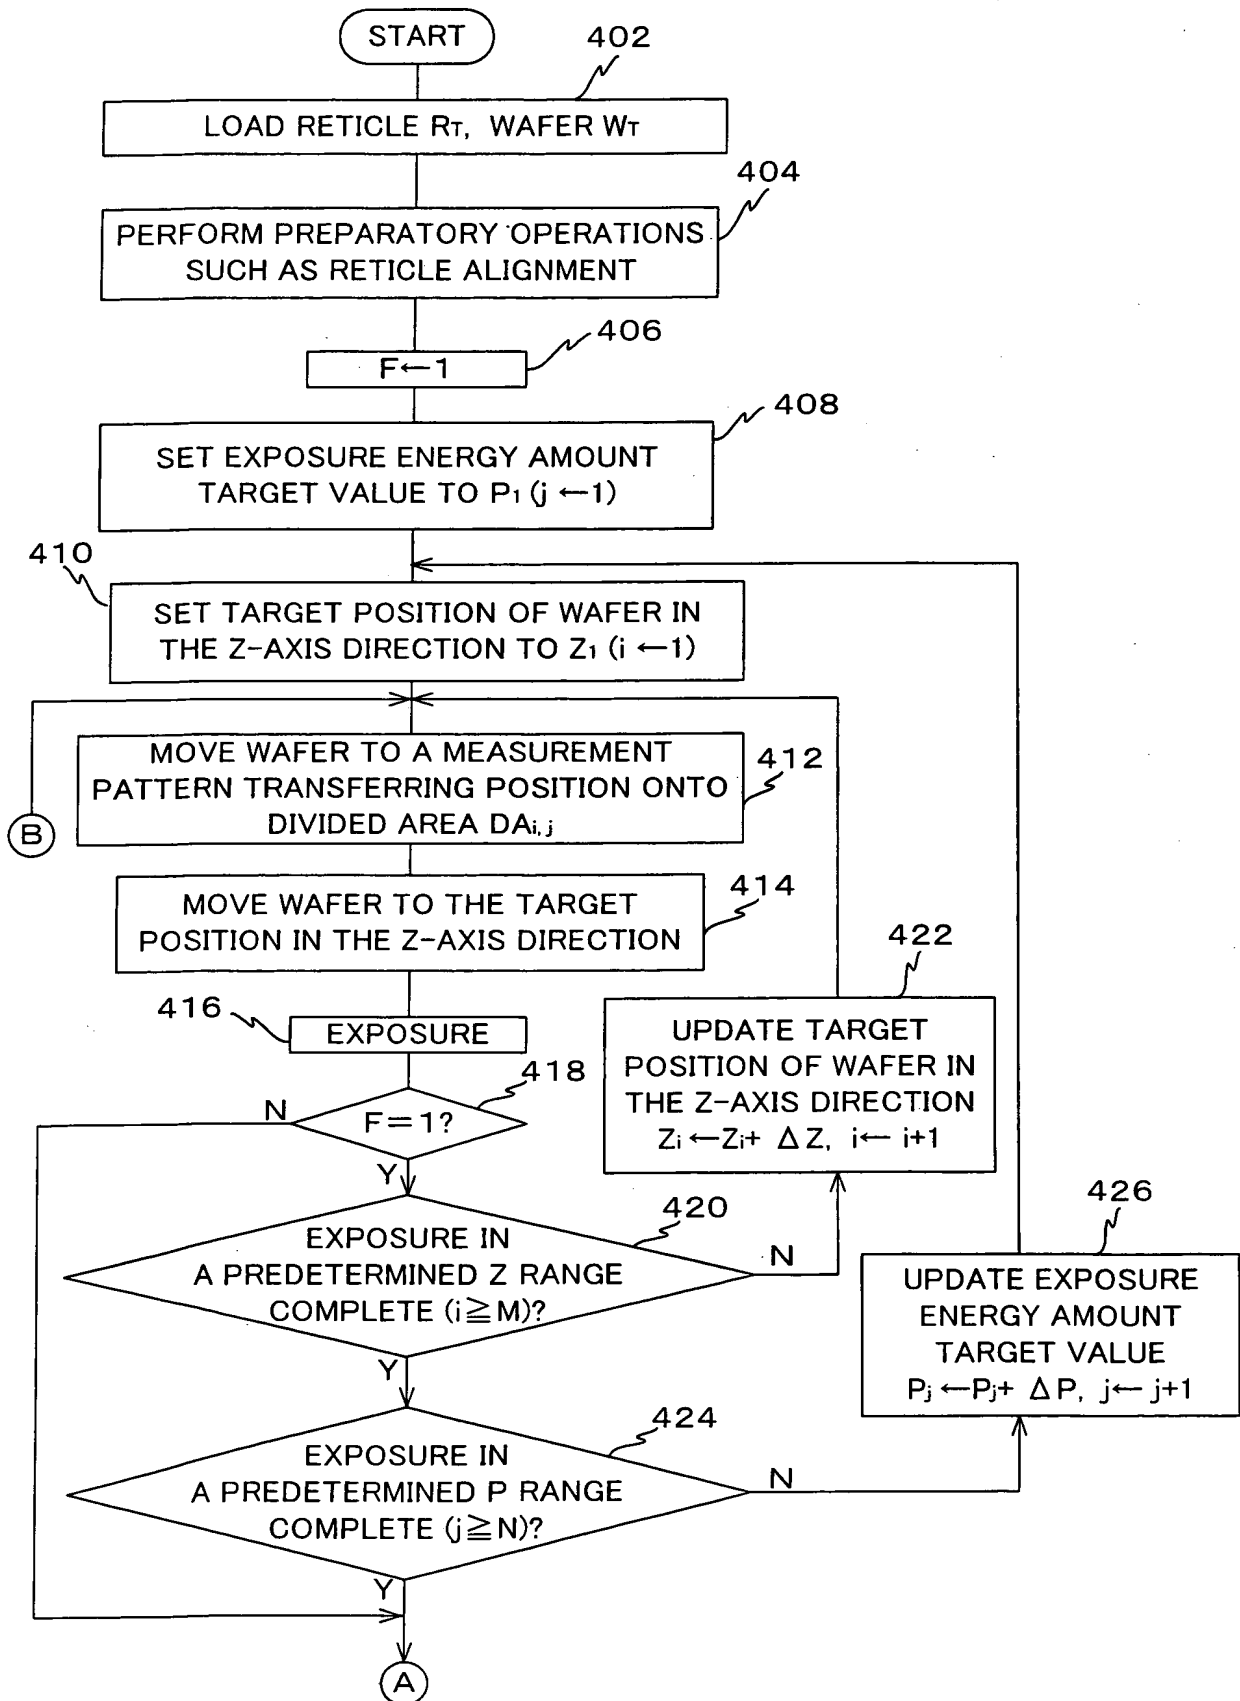 START
402
LOAD RETICLE RT, WAFER WT
404
PERFORM PREPARATORY OPERATIONS
SUCH AS RETICLE ALIGNMENT
406
F←1
408
SET EXPOSURE ENERGY AMOUNT
TARGET VALUE TO P1 (j ←1)
410
SET TARGET POSITION OF WAFER IN
THE Z-AXIS DIRECTION TO Z1 (i ←1)
B
MOVE WAFER TO A MEASUREMENT
PATTERN TRANSFERRING POSITION ONTO
DIVIDED AREA DAi,j
412
MOVE WAFER TO THE TARGET
POSITION IN THE Z-AXIS DIRECTION
414
416
EXPOSURE
422
UPDATE TARGET
POSITION OF WAFER IN
THE Z-AXIS DIRECTION
Zi ←Zi+ ΔZ, i← i+1
418
N
F=1?
Y
420
EXPOSURE IN
A PREDETERMINED Z RANGE
COMPLETE (i≧M)?
N
Y
426
UPDATE EXPOSURE
ENERGY AMOUNT
TARGET VALUE
Pj ←Pj+ ΔP, j← j+1
424
EXPOSURE IN
A PREDETERMINED P RANGE
COMPLETE (j≧N)?
N
Y
A